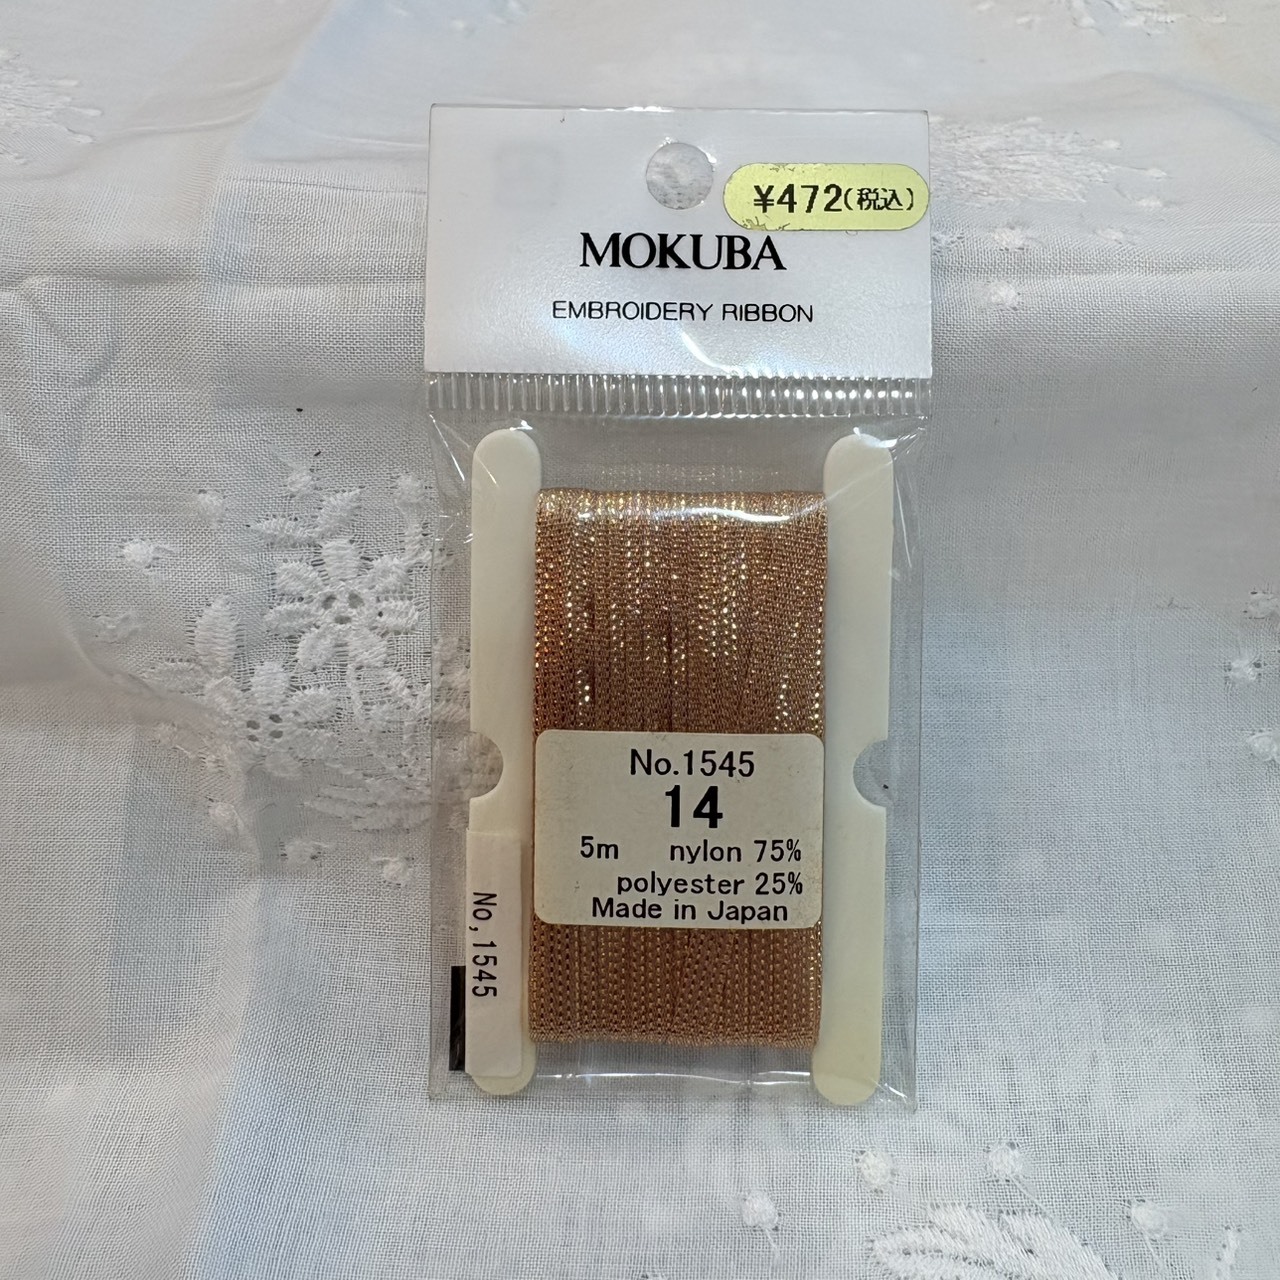 ¥472(税込)
MOKUBA
EMBROIDERY RIBBON
No.1545
14
5m nylon 75%
polyester 25%
Made in Japan
No,1545